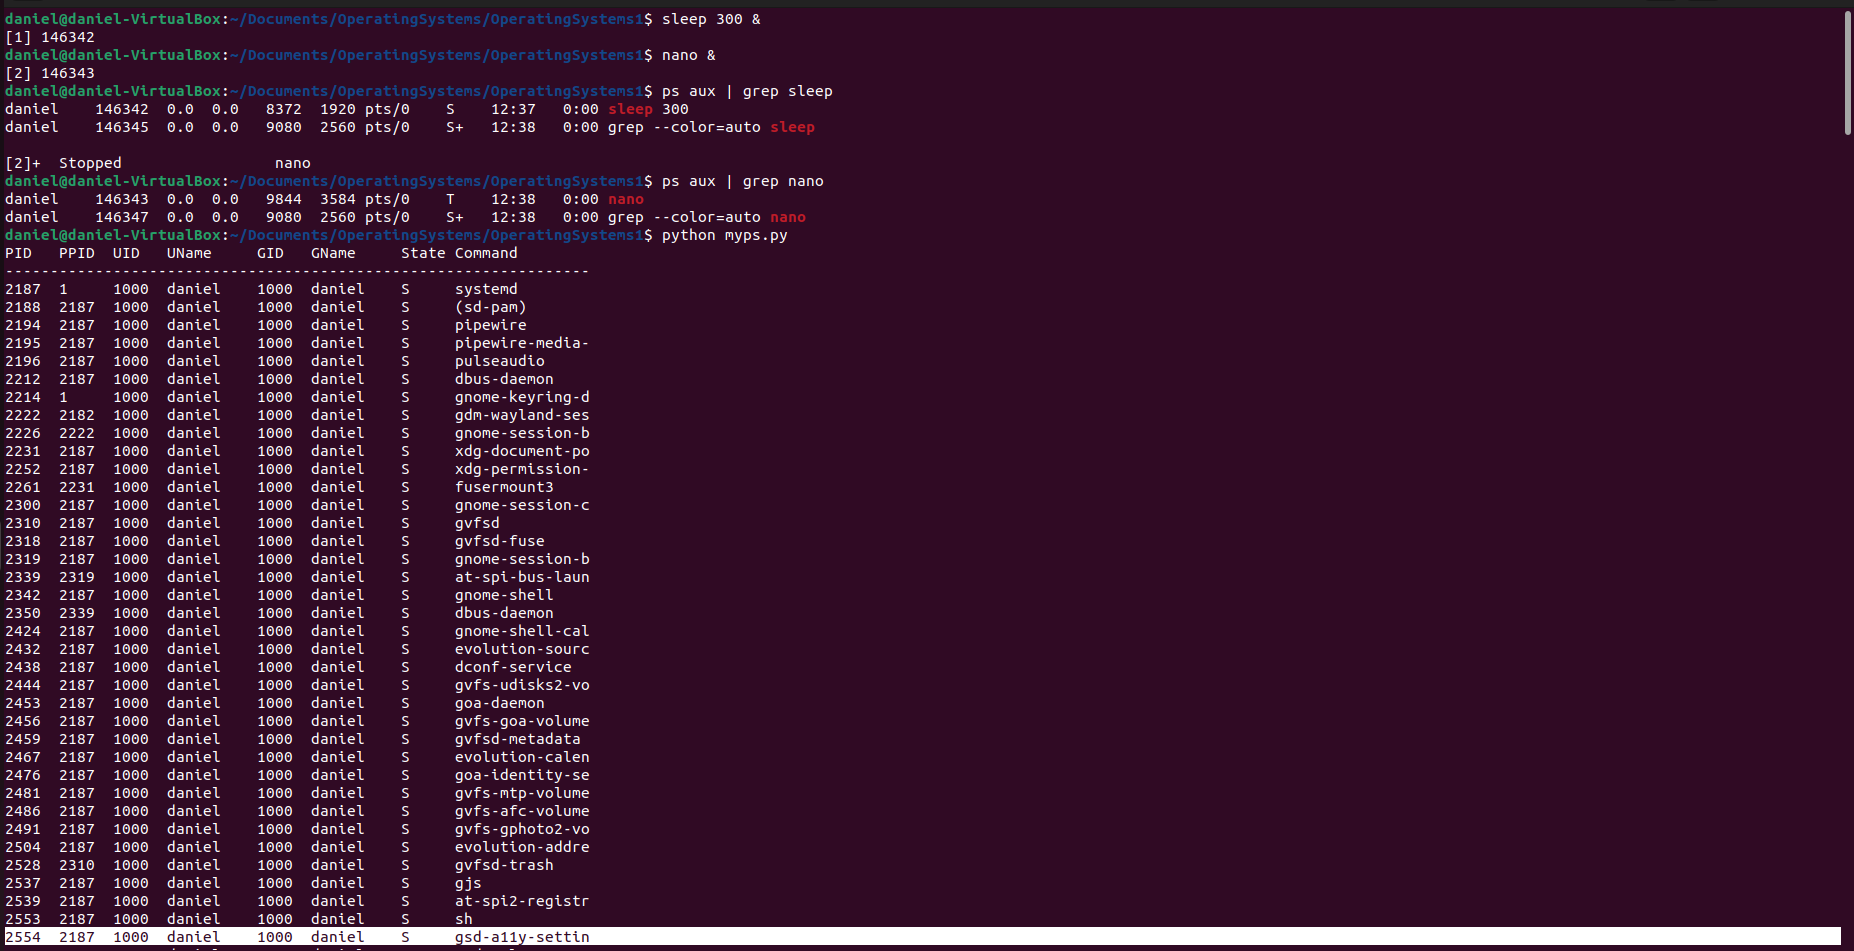 daniel@daniel-VirtualBox:~/Documents/OperatingSystems/OperatingSystems1$ sleep 300 &
[1] 146342
daniel@daniel-VirtualBox:~/Documents/OperatingSystems/OperatingSystems1$ nano &
[2] 146343
daniel@daniel-VirtualBox:~/Documents/OperatingSystems/OperatingSystems1$ ps aux | grep sleep
daniel    146342  0.0  0.0   8372  1920 pts/0    S    12:37   0:00 sleep 300
daniel    146345  0.0  0.0   9080  2560 pts/0    S+   12:38   0:00 grep --color=auto sleep
[2]+  Stopped                 nano
daniel@daniel-VirtualBox:~/Documents/OperatingSystems/OperatingSystems1$ ps aux | grep nano
daniel    146343  0.0  0.0   9844  3584 pts/0    T    12:38   0:00 nano
daniel    146347  0.0  0.0   9080  2560 pts/0    S+   12:38   0:00 grep --color=auto nano
daniel@daniel-VirtualBox:~/Documents/OperatingSystems/OperatingSystems1$ python myps.py
PID   PPID  UID   UName     GID   GName     State Command
-----------------------------------------------------------------
2187  1     1000  daniel    1000  daniel    S     systemd
2188  2187  1000  daniel    1000  daniel    S     (sd-pam)
2194  2187  1000  daniel    1000  daniel    S     pipewire
2195  2187  1000  daniel    1000  daniel    S     pipewire-media-
2196  2187  1000  daniel    1000  daniel    S     pulseaudio
2212  2187  1000  daniel    1000  daniel    S     dbus-daemon
2214  1     1000  daniel    1000  daniel    S     gnome-keyring-d
2222  2182  1000  daniel    1000  daniel    S     gdm-wayland-ses
2226  2222  1000  daniel    1000  daniel    S     gnome-session-b
2231  2187  1000  daniel    1000  daniel    S     xdg-document-po
2252  2187  1000  daniel    1000  daniel    S     xdg-permission-
2261  2231  1000  daniel    1000  daniel    S     fusermount3
2300  2187  1000  daniel    1000  daniel    S     gnome-session-c
2310  2187  1000  daniel    1000  daniel    S     gvfsd
2318  2187  1000  daniel    1000  daniel    S     gvfsd-fuse
2319  2187  1000  daniel    1000  daniel    S     gnome-session-b
2339  2319  1000  daniel    1000  daniel    S     at-spi-bus-laun
2342  2187  1000  daniel    1000  daniel    S     gnome-shell
2350  2339  1000  daniel    1000  daniel    S     dbus-daemon
2424  2187  1000  daniel    1000  daniel    S     gnome-shell-cal
2432  2187  1000  daniel    1000  daniel    S     evolution-sourc
2438  2187  1000  daniel    1000  daniel    S     dconf-service
2444  2187  1000  daniel    1000  daniel    S     gvfs-udisks2-vo
2453  2187  1000  daniel    1000  daniel    S     goa-daemon
2456  2187  1000  daniel    1000  daniel    S     gvfs-goa-volume
2459  2187  1000  daniel    1000  daniel    S     gvfsd-metadata
2467  2187  1000  daniel    1000  daniel    S     evolution-calen
2476  2187  1000  daniel    1000  daniel    S     goa-identity-se
2481  2187  1000  daniel    1000  daniel    S     gvfs-mtp-volume
2486  2187  1000  daniel    1000  daniel    S     gvfs-afc-volume
2491  2187  1000  daniel    1000  daniel    S     gvfs-gphoto2-vo
2504  2187  1000  daniel    1000  daniel    S     evolution-addre
2528  2310  1000  daniel    1000  daniel    S     gvfsd-trash
2537  2187  1000  daniel    1000  daniel    S     gjs
2539  2187  1000  daniel    1000  daniel    S     at-spi2-registr
2553  2187  1000  daniel    1000  daniel    S     sh
2554  2187  1000  daniel    1000  daniel    S     gsd-a11y-settin